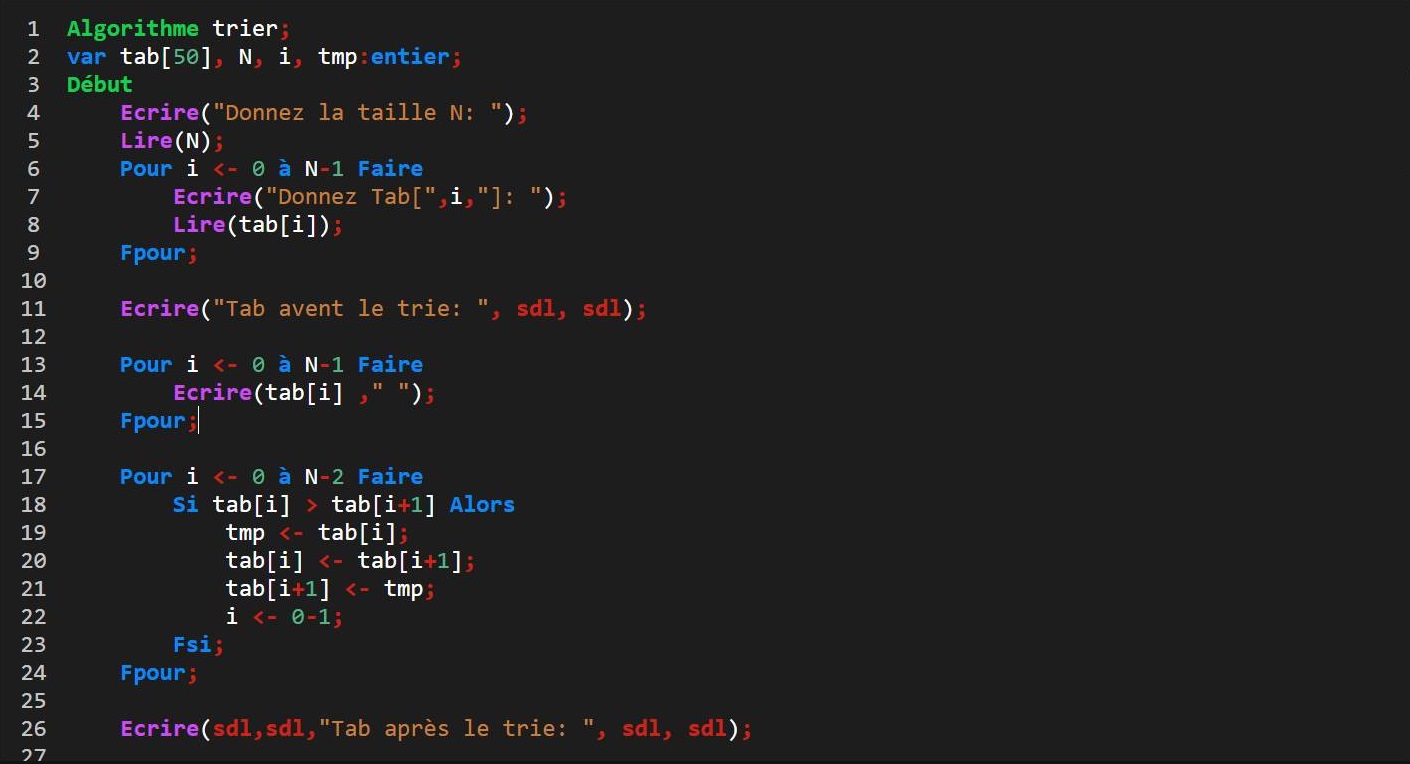 1 Algorithme trier;
2 var tab[50], N, i, tmp:entier;
3 Début
4 Ecrire("Donnez la taille N: ");
5 Lire(N);
6 Pour i <- 0 à N-1 Faire
7 Ecrire("Donnez Tab[",i,"]: ");
8 Lire(tab[i]);
9 Fpour;
10
11 Ecrire("Tab avent le trie: ", sdl, sdl);
12
13 Pour i <- 0 à N-1 Faire
14 Ecrire(tab[i] ," ");
15 Fpour;
16
17 Pour i <- 0 à N-2 Faire
18 Si tab[i] > tab[i+1] Alors
19 tmp <- tab[i];
20 tab[i] <- tab[i+1];
21 tab[i+1] <- tmp;
22 i <- 0-1;
23 Fsi;
24 Fpour;
25
26 Ecrire(sdl,sdl,"Tab après le trie: ", sdl, sdl);
27